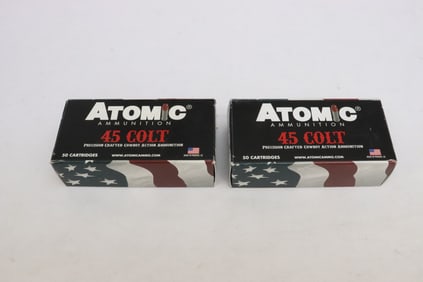 ATOMIC®
AMMUNITION
45 COLT
PRECISION CRAFTED COWBOY ACTION AMMUNITION
50 CARTRIDGES WWW.ATOMICAMMO.COM
ATOMIC®
AMMUNITION
45 COLT
PRECISION CRAFTED COWBOY ACTION AMMUNITION
50 CARTRIDGES WWW.ATOMICAMMO.COM